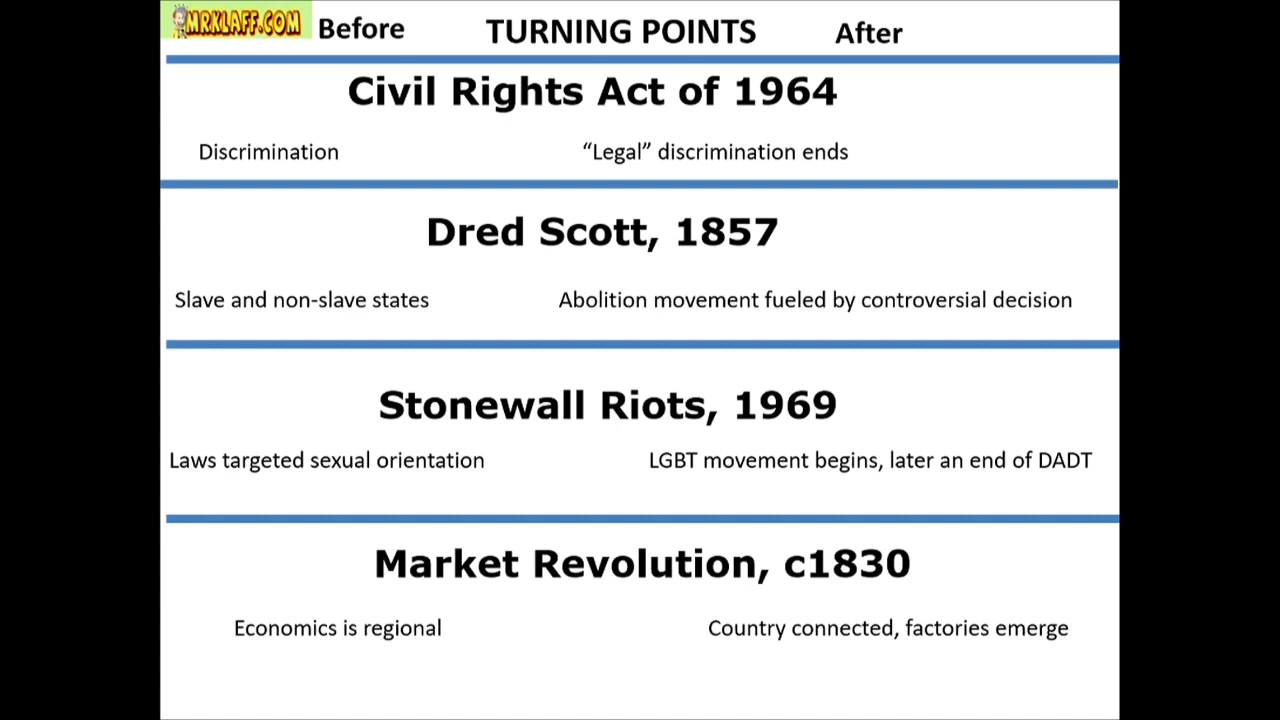 MRKLAFF.COM Before TURNING POINTS After
Civil Rights Act of 1964
Discrimination “Legal” discrimination ends
Dred Scott, 1857
Slave and non-slave states Abolition movement fueled by controversial decision
Stonewall Riots, 1969
Laws targeted sexual orientation LGBT movement begins, later an end of DADT
Market Revolution, c1830
Economics is regional Country connected, factories emerge